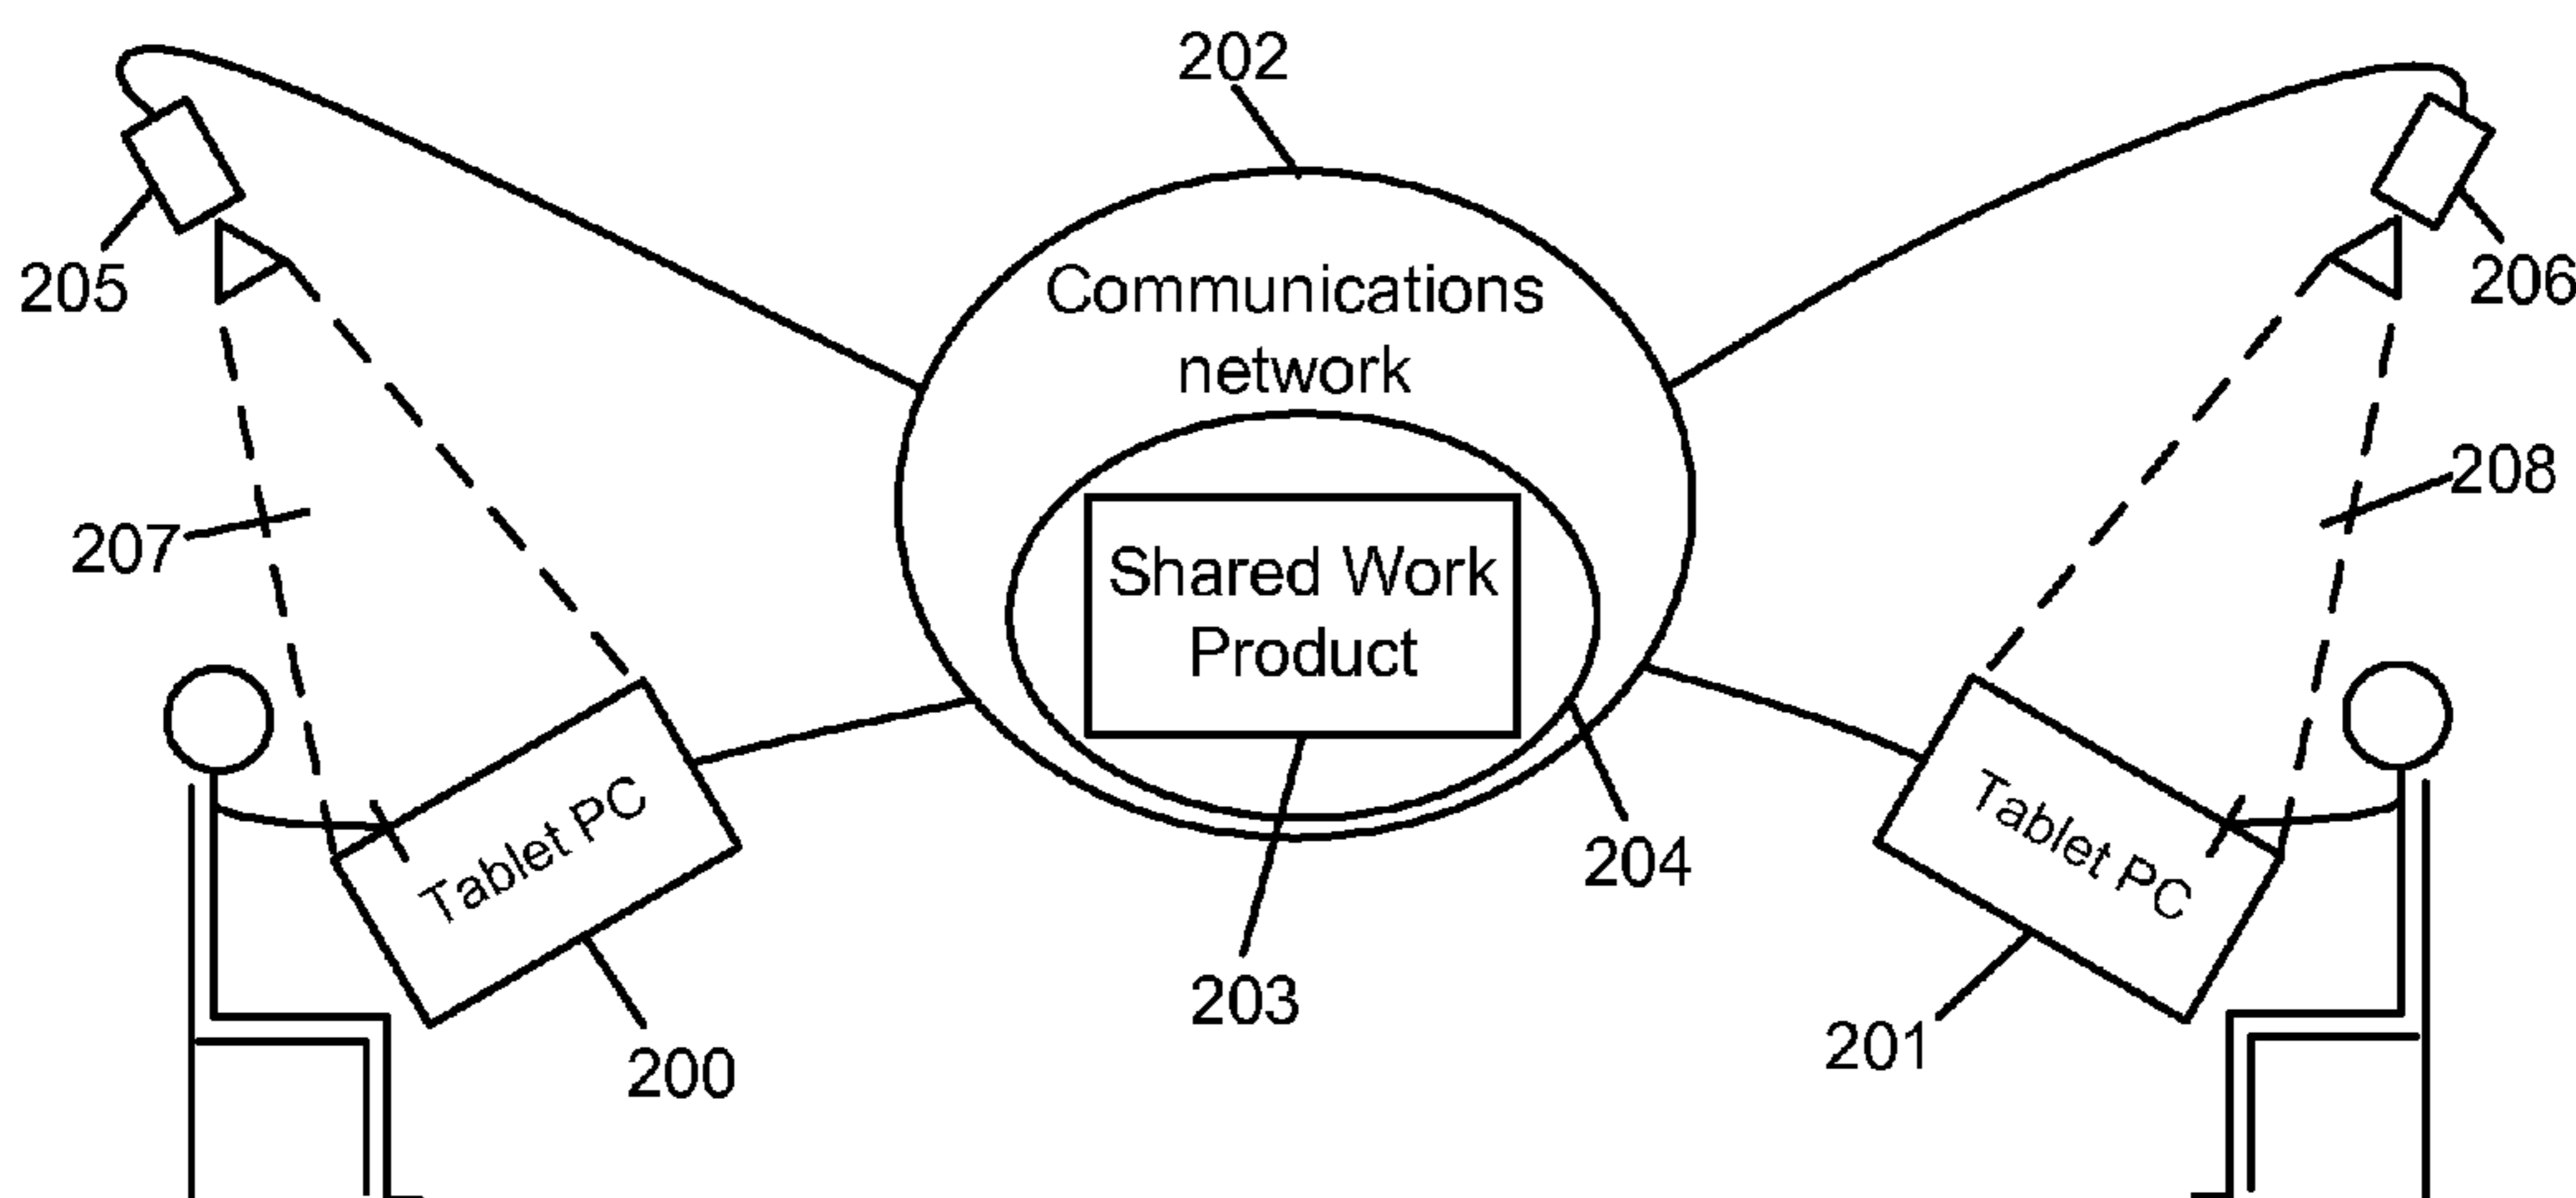 202
205
206
Communications
network
207
208
Shared Work
Product
Tablet PC
Tablet PC
204
203
200
201